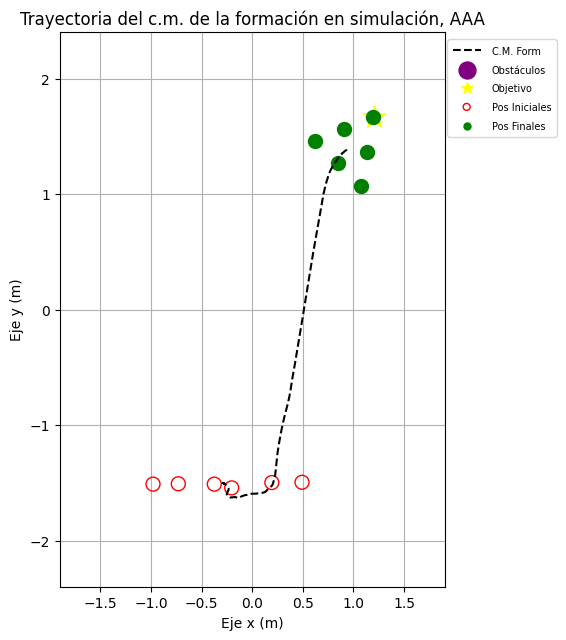 Trayectoria del c.m. de la formación en simulación, AAA
C.M. Form
Obstáculos
Objetivo
Pos Iniciales
Pos Finales
Eje y (m)
2
1
0
−1
−2
−1.5
−1.0
−0.5
0.0
0.5
1.0
1.5
Eje x (m)